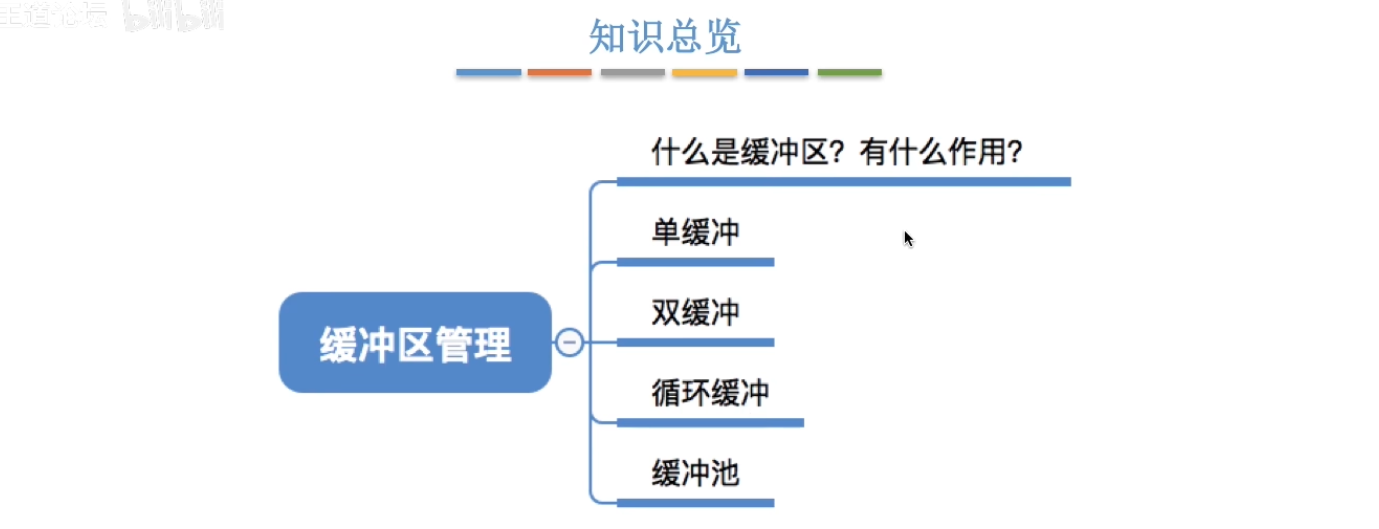 王道论坛 bilibili
知识总览
什么是缓冲区？有什么作用？
单缓冲
双缓冲
缓冲区管理
循环缓冲
缓冲池